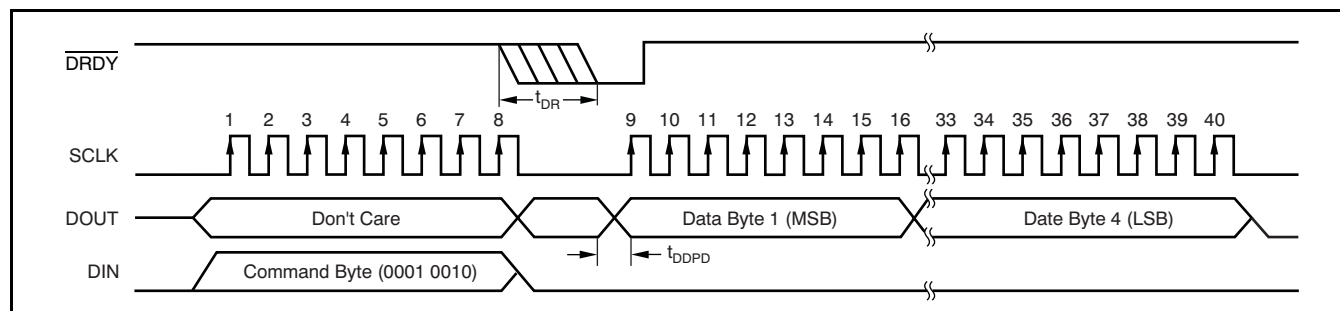 DRDY
tDR
1 2 3 4 5 6 7 8 9 10 11 12 13 14 15 16 33 34 35 36 37 38 39 40
SCLK
DOUT Don't Care Data Byte 1 (MSB) Date Byte 4 (LSB)
tDDPD
DIN Command Byte (0001 0010)